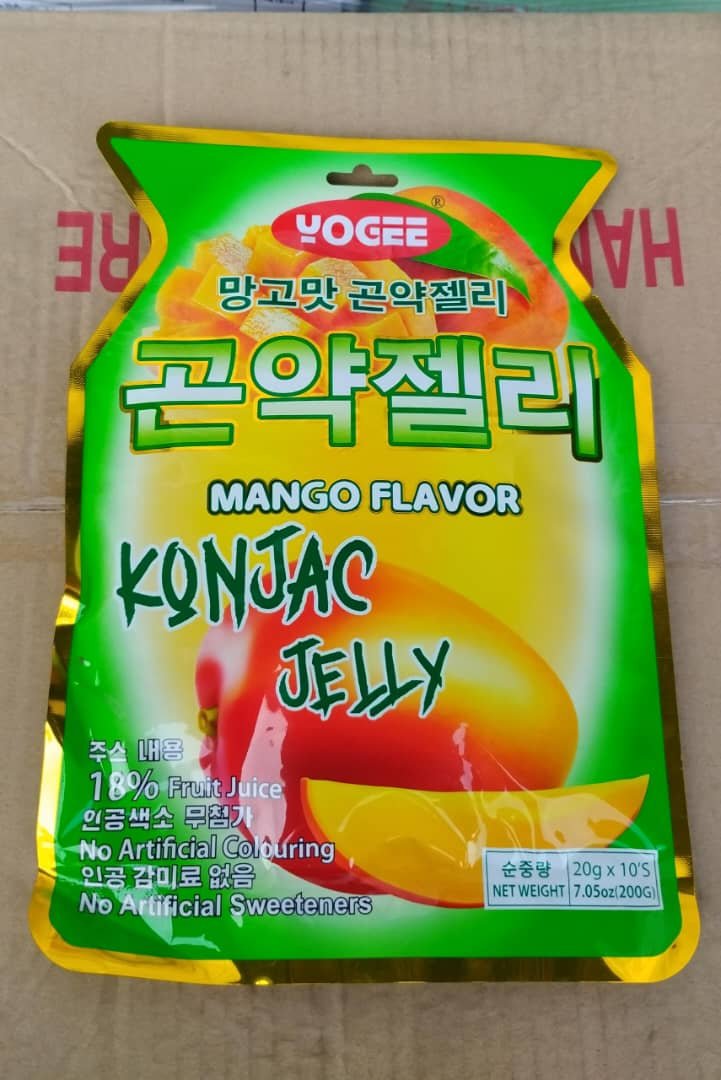 YOGEE®
망고맛 곤약젤리
곤약젤리
MANGO FLAVOR
KONJAC
JELLY
주스 내용
18% Fruit Juice
인공색소 무첨가
No Artificial Colouring
인공 감미료 없음
No Artificial Sweeteners
순중량 20g x 10'S
NET WEIGHT 7.05oz(200G)